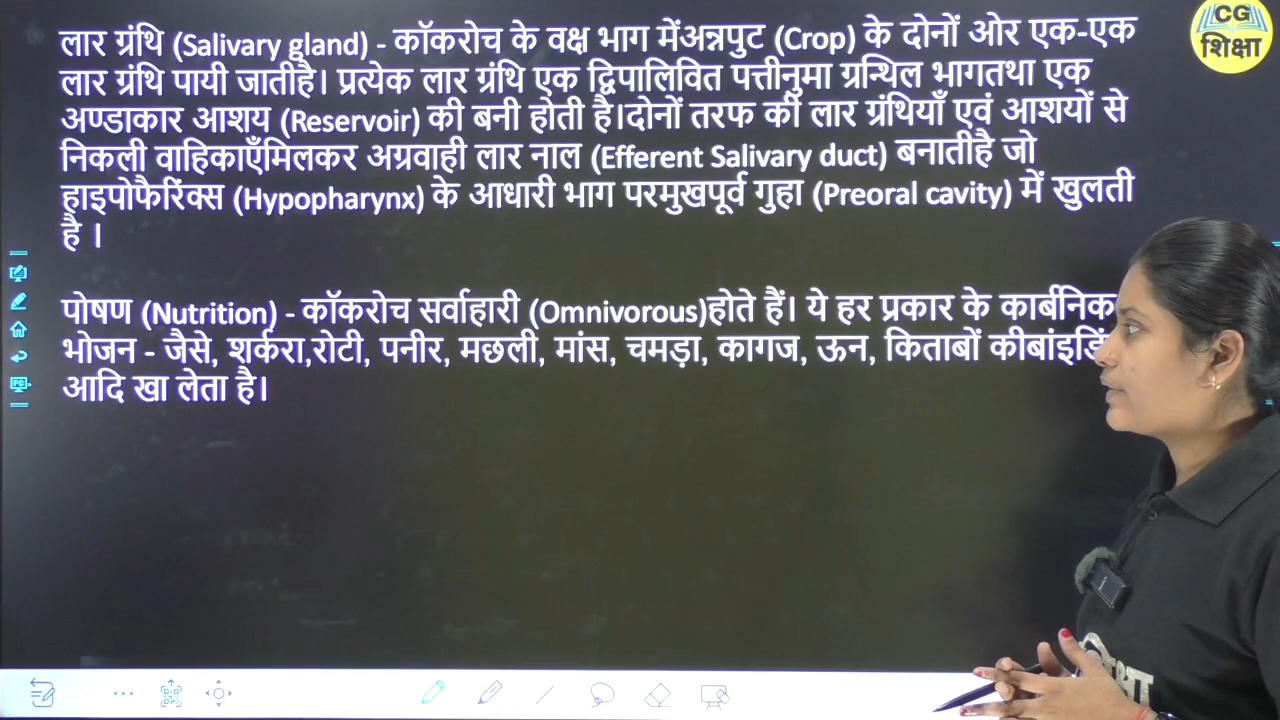 लार ग्रंथि (Salivary gland) - कॉकरोच के वक्ष भाग मेंअन्नपुट (Crop) के दोनों ओर एक-एक
लार ग्रंथि पायी जातीहै। प्रत्येक लार ग्रंथि एक द्विपालिवित पत्तीनुमा ग्रन्थिल भागतथा एक
अण्डाकार आशय (Reservoir) की बनी होती है।दोनों तरफ की लार ग्रंथियाँ एवं आशयों से
निकली वाहिकाएँमिलकर अग्रवाही लार नाल (Efferent Salivary duct) बनातीहै जो
हाइपोफैरिंक्स (Hypopharynx) के आधारी भाग परमुखपूर्व गुहा (Preoral cavity) में खुलती
है ।
पोषण (Nutrition) - कॉकरोच सर्वाहारी (Omnivorous)होते हैं। ये हर प्रकार के कार्बनिक
भोजन - जैसे, शर्करा,रोटी, पनीर, मछली, मांस, चमड़ा, कागज, ऊन, किताबों
आदि खा लेता है।
CG
शिक्षा